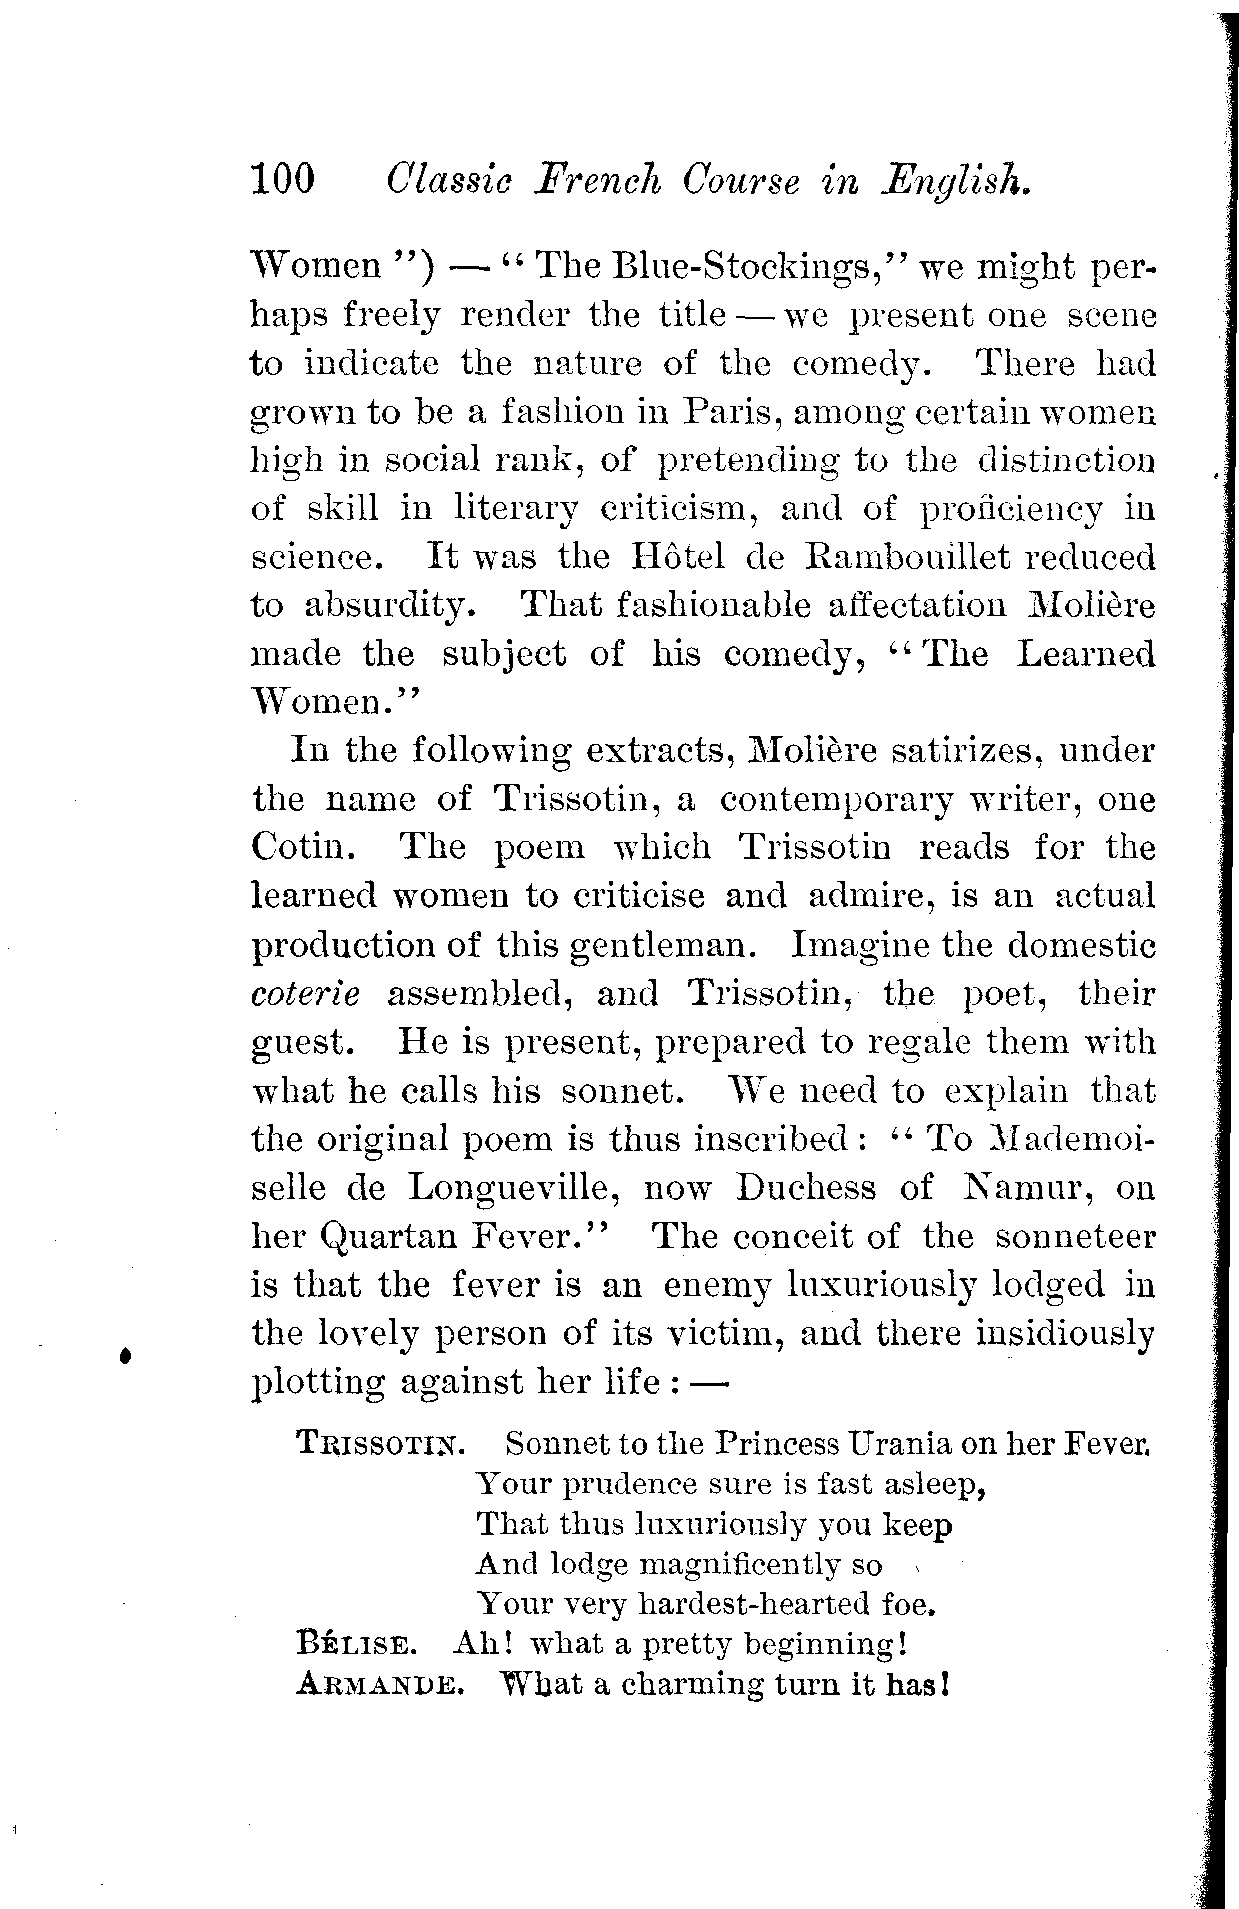 100 Classic French Course in English.
Women") — "The Blue-Stockings," we might per-
haps freely render the title — we present one scene
to indicate the nature of the comedy. There had
grown to be a fashion in Paris, among certain women
high in social rank, of pretending to the distinction
of skill in literary criticism, and of proficiency in
science. It was the Hôtel de Rambouillet reduced
to absurdity. That fashionable affectation Molière
made the subject of his comedy, "The Learned
Women."
In the following extracts, Molière satirizes, under
the name of Trissotin, a contemporary writer, one
Cotin. The poem which Trissotin reads for the
learned women to criticise and admire, is an actual
production of this gentleman. Imagine the domestic
coterie assembled, and Trissotin, the poet, their
guest. He is present, prepared to regale them with
what he calls his sonnet. We need to explain that
the original poem is thus inscribed: "To Mademoi-
selle de Longueville, now Duchess of Namur, on
her Quartan Fever." The conceit of the sonneteer
is that the fever is an enemy luxuriously lodged in
the lovely person of its victim, and there insidiously
plotting against her life: —
TRISSOTIN. Sonnet to the Princess Urania on her Fever.
Your prudence sure is fast asleep,
That thus luxuriously you keep
And lodge magnificently so
Your very hardest-hearted foe.
BÉLISE. Ah! what a pretty beginning!
ARMANDE. What a charming turn it has!